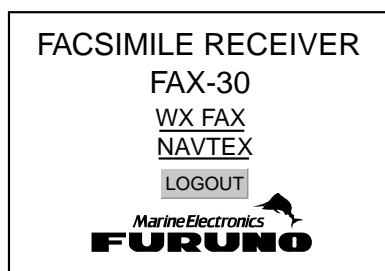 FACSIMILE RECEIVER
FAX-30
WX FAX
NAVTEX
LOGOUT
Marine Electronics
FURUNO